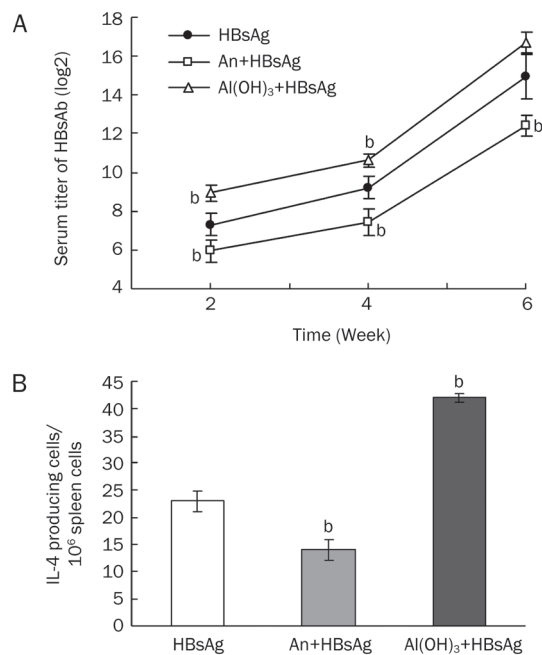 A
Serum titer of HBsAb (log2)
18
16
14
12
10
8
6
4
HBsAg
An+HBsAg
Al(OH)₃+HBsAg
b
b
b
b
b
2
4
6
Time (Week)
B
IL-4 producing cells/
10⁶ spleen cells
45
40
35
30
25
20
15
10
5
0
b
b
HBsAg
An+HBsAg
Al(OH)₃+HBsAg